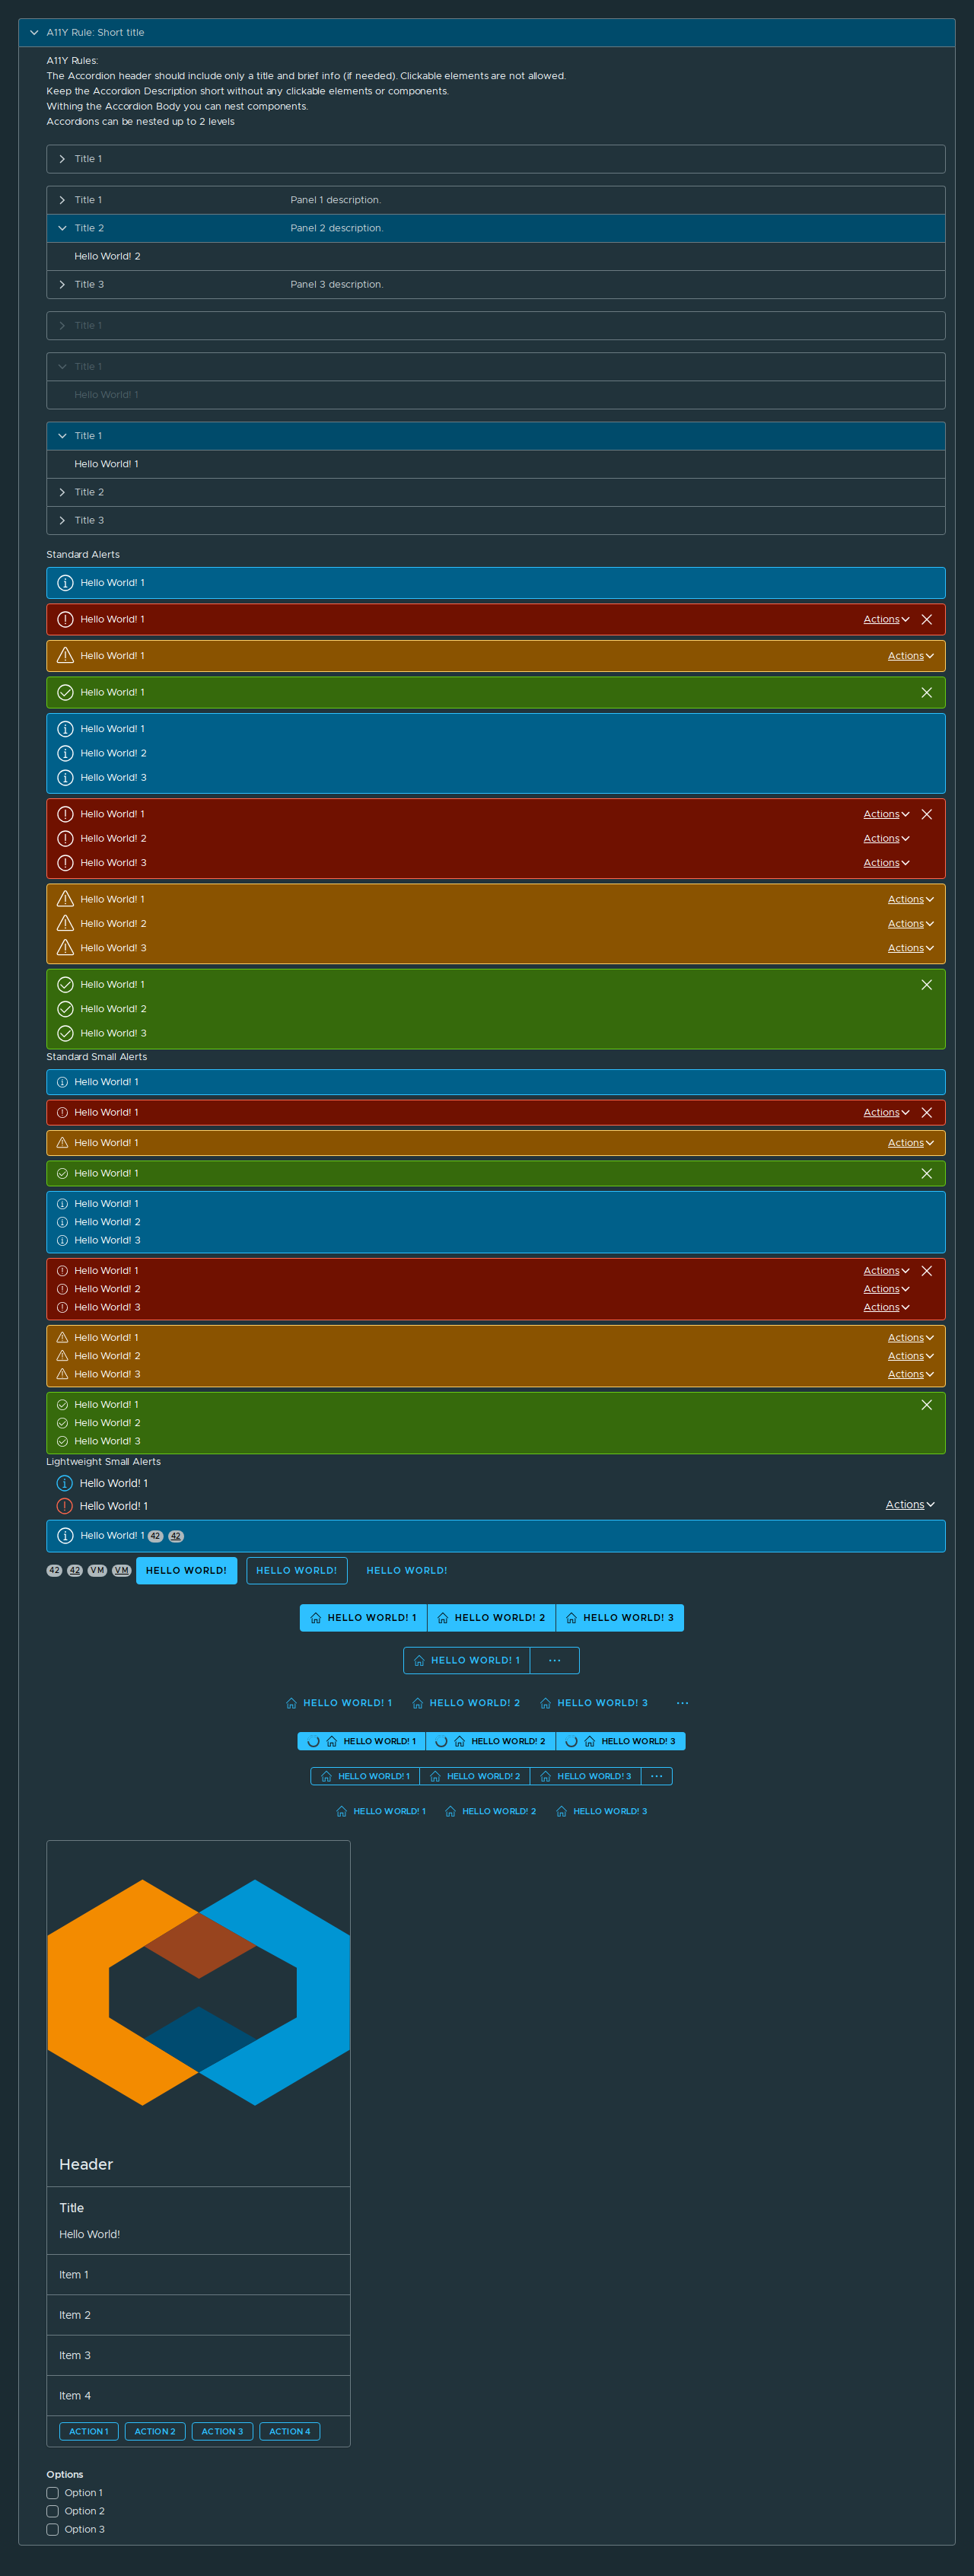 A11Y Rule: Short title
A11Y Rules:
The Accordion header should include only a title and brief info (if needed). Clickable elements are not allowed.
Keep the Accordion Description short without any clickable elements or components.
Withing the Accordion Body you can nest components.
Accordions can be nested up to 2 levels
Title 1
Title 1 Panel 1 description.
Title 2 Panel 2 description.
Hello World! 2
Title 3 Panel 3 description.
Title 1
Title 1
Hello World! 1
Title 1
Hello World! 1
Title 2
Title 3
Standard Alerts
Hello World! 1
Hello World! 1 Actions
Hello World! 1 Actions
Hello World! 1
Hello World! 1
Hello World! 2
Hello World! 3
Hello World! 1 Actions
Hello World! 2 Actions
Hello World! 3 Actions
Hello World! 1 Actions
Hello World! 2 Actions
Hello World! 3 Actions
Hello World! 1
Hello World! 2
Hello World! 3
Standard Small Alerts
Hello World! 1
Hello World! 1 Actions
Hello World! 1 Actions
Hello World! 1
Hello World! 1
Hello World! 2
Hello World! 3
Hello World! 1 Actions
Hello World! 2 Actions
Hello World! 3 Actions
Hello World! 1 Actions
Hello World! 2 Actions
Hello World! 3 Actions
Hello World! 1
Hello World! 2
Hello World! 3
Lightweight Small Alerts
Hello World! 1
Hello World! 1 Actions
Hello World! 1 42 42
42 42 VM VM HELLO WORLD! HELLO WORLD! HELLO WORLD!
HELLO WORLD! 1 HELLO WORLD! 2 HELLO WORLD! 3
HELLO WORLD! 1 ...
HELLO WORLD! 1 HELLO WORLD! 2 HELLO WORLD! 3 ...
HELLO WORLD! 1 HELLO WORLD! 2 HELLO WORLD! 3
HELLO WORLD! 1 HELLO WORLD! 2 HELLO WORLD! 3 ...
HELLO WORLD! 1 HELLO WORLD! 2 HELLO WORLD! 3
Header
Title
Hello World!
Item 1
Item 2
Item 3
Item 4
ACTION 1 ACTION 2 ACTION 3 ACTION 4
Options
Option 1
Option 2
Option 3